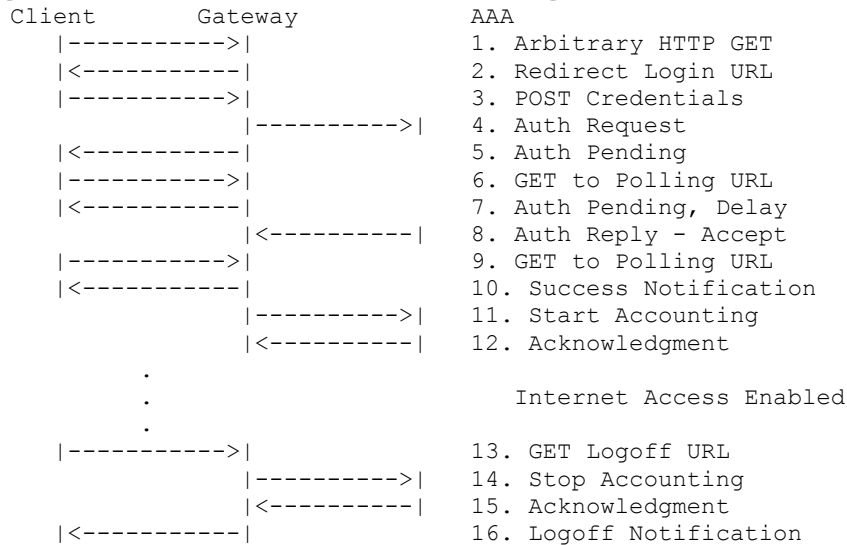 Client Gateway AAA
|----------->| 1. Arbitrary HTTP GET
|<-----------| 2. Redirect Login URL
|----------->| 3. POST Credentials
|---------->| 4. Auth Request
|<-----------| 5. Auth Pending
|----------->| 6. GET to Polling URL
|<-----------| 7. Auth Pending, Delay
|<----------| 8. Auth Reply - Accept
|----------->| 9. GET to Polling URL
|<-----------| 10. Success Notification
|---------->| 11. Start Accounting
|<----------| 12. Acknowledgment
.
. Internet Access Enabled
.
|----------->| 13. GET Logoff URL
|---------->| 14. Stop Accounting
|<----------| 15. Acknowledgment
|<-----------| 16. Logoff Notification